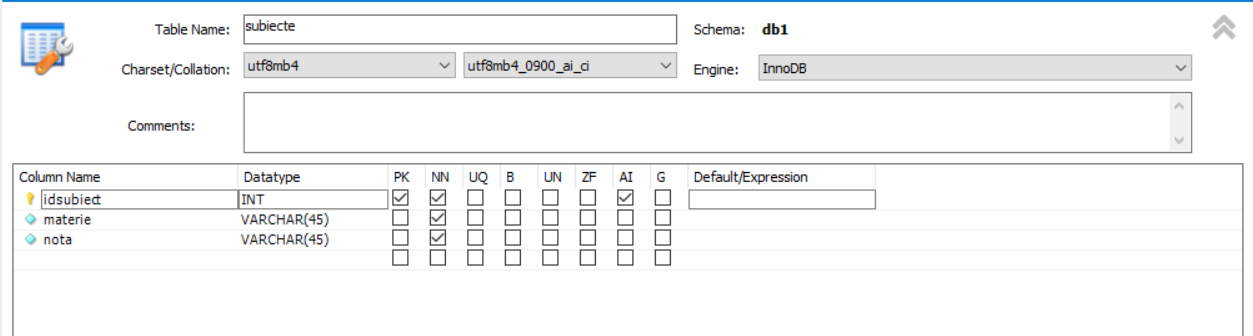 Table Name: subiecte Schema: db1
Charset/Collation: utf8mb4 utf8mb4_0900_ai_ci Engine: InnoDB
Comments:
Column Name Datatype PK NN UQ B UN ZF AI G Default/Expression
idsubiect INT
materie VARCHAR(45)
nota VARCHAR(45)